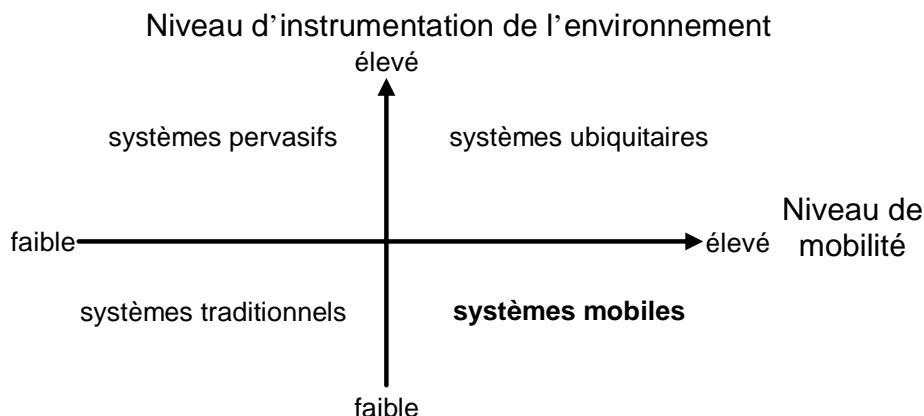 Niveau d’instrumentation de l’environnement
élevé
systèmes pervasifs
systèmes ubiquitaires
faible
élevé
Niveau de
mobilité
systèmes traditionnels
systèmes mobiles
faible